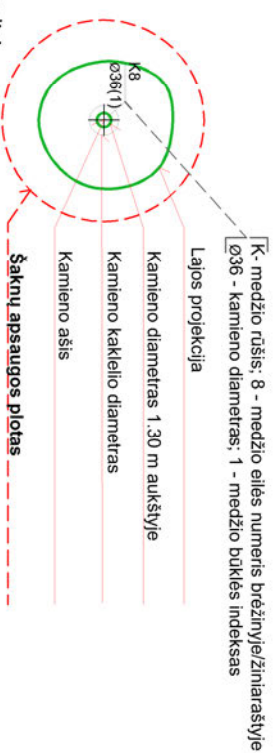 K8
ø36(1)
K- medžio rūšis; 8 - medžio eilės numeris brėžinyje/žiniaraštyje
ø36 - kamieno diametras; 1 - medžio būklės indeksas
Lajos projekcija
Kamieno diametras 1.30 m aukštyje
Kamieno kaklelio diametras
Kamieno ašis
Šaknų apsaugos plotas